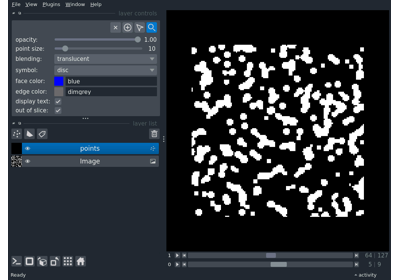 File View Plugins Window Help
layer controls
opacity: 1.00
point size: 10
blending: translucent
symbol: disc
face color: blue
edge color: dimgrey
display text:
out of slice:
layer list
points
Image
1 64 127
0 5 9
Ready activity